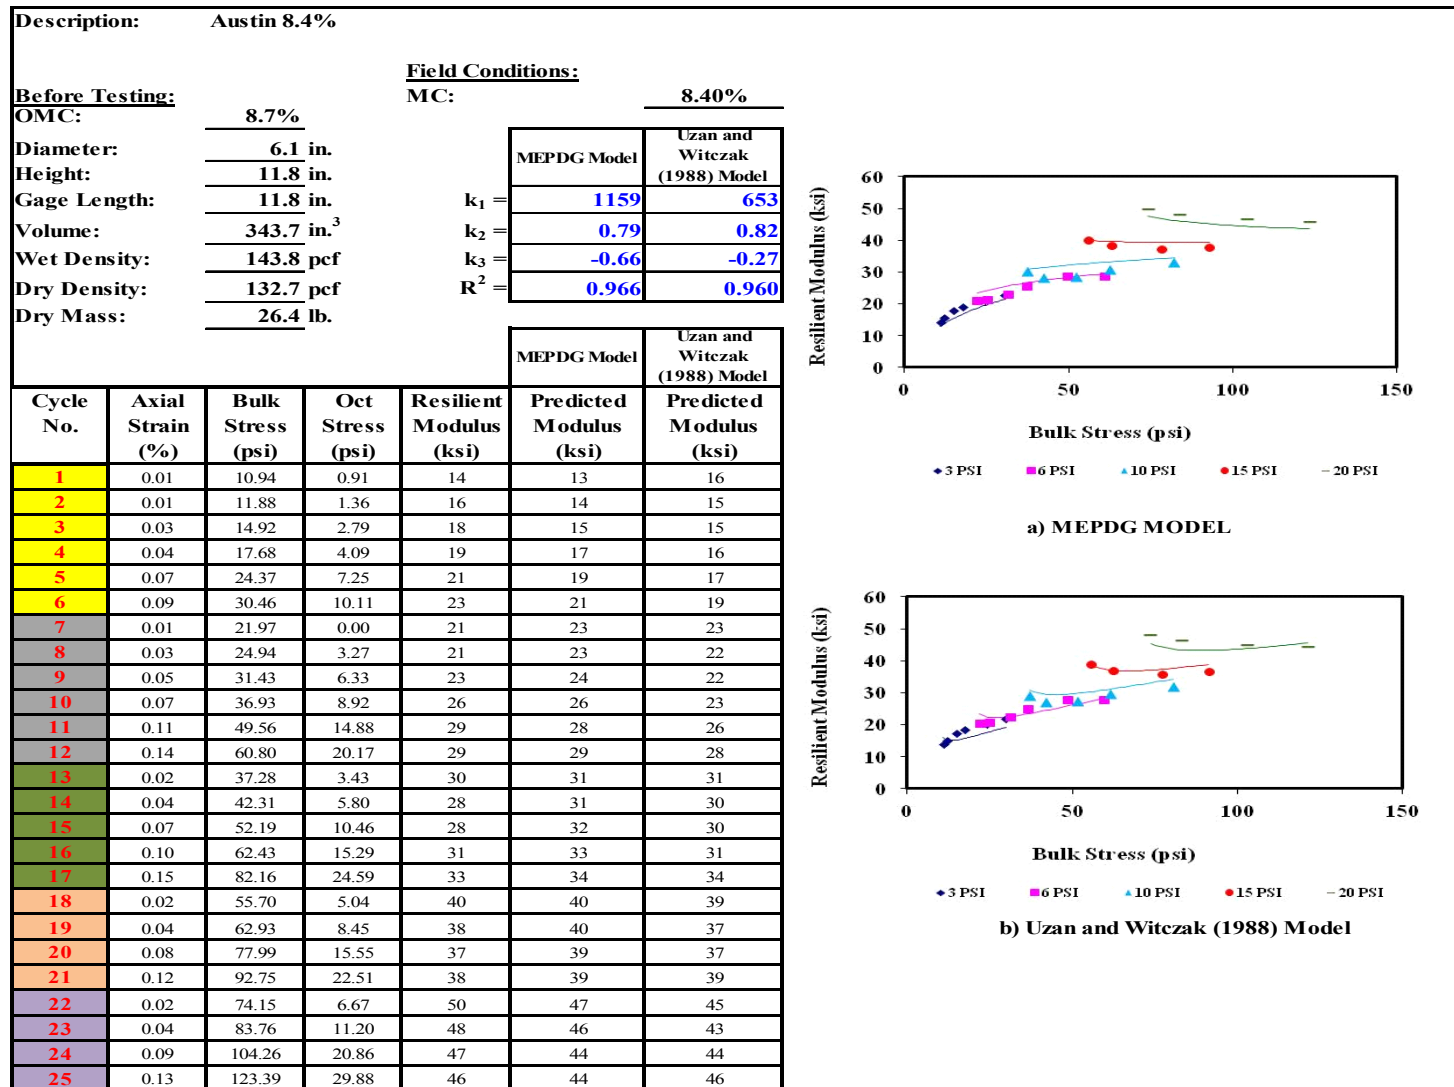 Description: Austin 8.4%
Field Conditions:
Before Testing: MC: 8.40%
OMC: 8.7%
Diameter: 6.1 in.
Height: 11.8 in.
Gage Length: 11.8 in.
Volume: 343.7 in.³
Wet Density: 143.8 pcf
Dry Density: 132.7 pcf
Dry Mass: 26.4 lb.
MEPDG Model
Uzan and
Witczak
(1988) Model
k₁ = 1159 653
k₂ = 0.79 0.82
k₃ = -0.66 -0.27
R² = 0.966 0.960
MEPDG Model
Uzan and
Witczak
(1988) Model
Cycle Axial Bulk Oct Resilient Predicted Predicted
No. Strain Stress Stress Modulus Modulus Modulus
(%) (psi) (psi) (ksi) (ksi) (ksi)
1 0.01 10.94 0.91 14 13 16
2 0.01 11.88 1.36 16 14 15
3 0.03 14.92 2.79 18 15 15
4 0.04 17.68 4.09 19 17 16
5 0.07 24.37 7.25 21 19 17
6 0.09 30.46 10.11 23 21 19
7 0.01 21.97 0.00 21 23 23
8 0.03 24.94 3.27 21 23 22
9 0.05 31.43 6.33 23 24 22
10 0.07 36.93 8.92 26 26 23
11 0.11 49.56 14.88 29 28 26
12 0.14 60.80 20.17 29 29 28
13 0.02 37.28 3.43 30 31 31
14 0.04 42.31 5.80 28 31 30
15 0.07 52.19 10.46 28 32 30
16 0.10 62.43 15.29 31 33 31
17 0.15 82.16 24.59 33 34 34
18 0.02 55.70 5.04 40 40 39
19 0.04 62.93 8.45 38 40 37
20 0.08 77.99 15.55 37 39 37
21 0.12 92.75 22.51 38 39 39
22 0.02 74.15 6.67 50 47 45
23 0.04 83.76 11.20 48 46 43
24 0.09 104.26 20.86 47 44 44
25 0.13 123.39 29.88 46 44 46
Resilient Modulus (ksi)
60
50
40
30
20
10
0
0 50 100 150
Bulk Stress (psi)
3 PSI 6 PSI 10 PSI 15 PSI 20 PSI
a) MEPDG MODEL
Resilient Modulus (ksi)
60
50
40
30
20
10
0
0 50 100 150
Bulk Stress (psi)
3 PSI 6 PSI 10 PSI 15 PSI 20 PSI
b) Uzan and Witczak (1988) Model